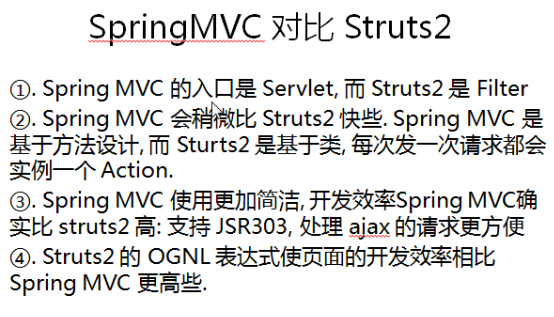 SpringMVC 对比 Struts2
①. Spring MVC 的入口是 Servlet, 而 Struts2 是 Filter
②. Spring MVC 会稍微比 Struts2 快些. Spring MVC 是
基于方法设计, 而 Sturts2 是基于类, 每次发一次请求都会
实例一个 Action.
③. Spring MVC 使用更加简洁, 开发效率Spring MVC确
实比 struts2 高: 支持 JSR303, 处理 ajax 的请求更方便
④. Struts2 的 OGNL 表达式使页面的开发效率相比
Spring MVC 更高些.